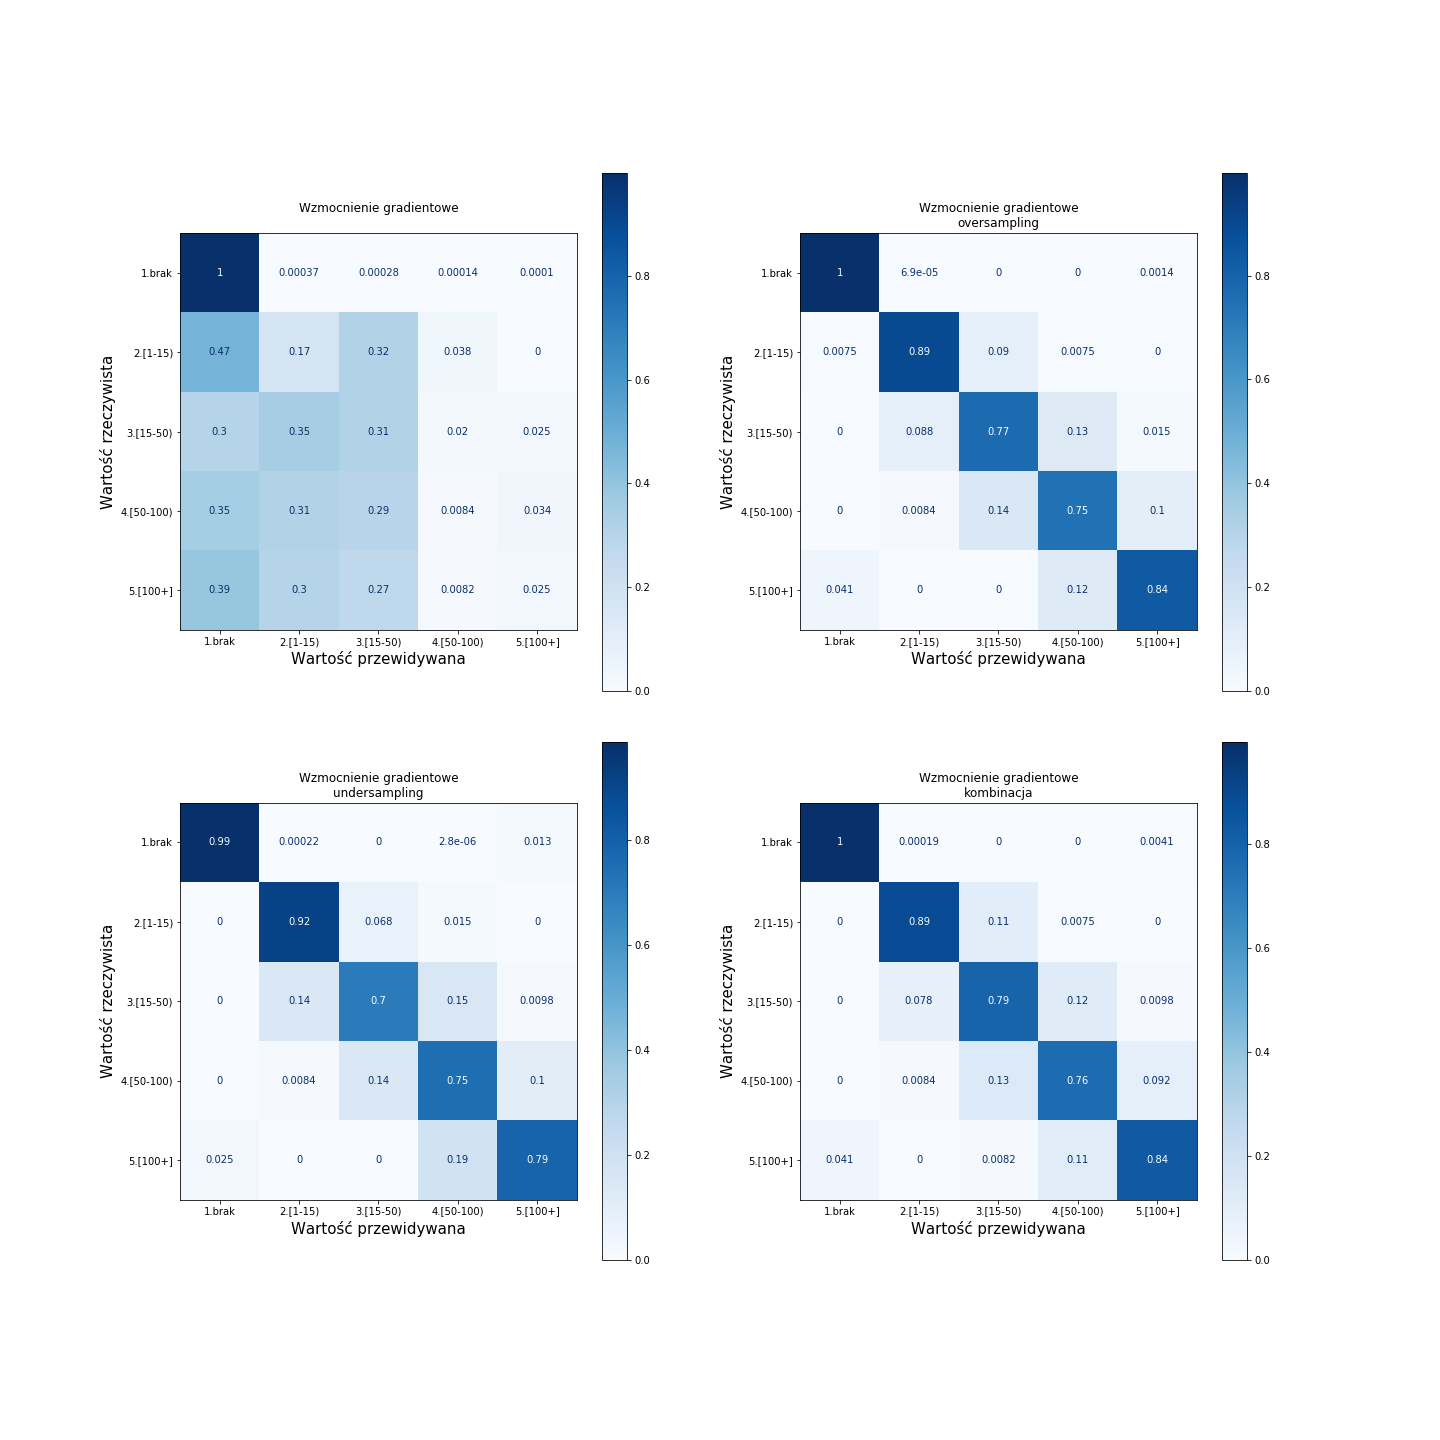 Wzmocnienie gradientowe
1.brak 1 0.00037 0.00028 0.00014 0.0001
2.[1-15) 0.47 0.17 0.32 0.038 0
3.[15-50) 0.3 0.35 0.31 0.02 0.025
4.[50-100) 0.35 0.31 0.29 0.0084 0.034
5.[100+] 0.39 0.3 0.27 0.0082 0.025
1.brak 2.[1-15) 3.[15-50) 4.[50-100) 5.[100+]
Wartość przewidywana
Wartość rzeczywista
0.8
0.6
0.4
0.2
0.0
Wzmocnienie gradientowe
oversampling
1.brak 1 6.9e-05 0 0 0.0014
2.[1-15) 0.0075 0.89 0.09 0.0075 0
3.[15-50) 0 0.088 0.77 0.13 0.015
4.[50-100) 0 0.0084 0.14 0.75 0.1
5.[100+] 0.041 0 0 0.12 0.84
1.brak 2.[1-15) 3.[15-50) 4.[50-100) 5.[100+]
Wartość przewidywana
Wartość rzeczywista
0.8
0.6
0.4
0.2
0.0
Wzmocnienie gradientowe
undersampling
1.brak 0.99 0.00022 0 2.8e-06 0.013
2.[1-15) 0 0.92 0.068 0.015 0
3.[15-50) 0 0.14 0.7 0.15 0.0098
4.[50-100) 0 0.0084 0.14 0.75 0.1
5.[100+] 0.025 0 0 0.19 0.79
1.brak 2.[1-15) 3.[15-50) 4.[50-100) 5.[100+]
Wartość przewidywana
Wartość rzeczywista
0.8
0.6
0.4
0.2
0.0
Wzmocnienie gradientowe
kombinacja
1.brak 1 0.00019 0 0 0.0041
2.[1-15) 0 0.89 0.11 0.0075 0
3.[15-50) 0 0.078 0.79 0.12 0.0098
4.[50-100) 0 0.0084 0.13 0.76 0.092
5.[100+] 0.041 0 0.0082 0.11 0.84
1.brak 2.[1-15) 3.[15-50) 4.[50-100) 5.[100+]
Wartość przewidywana
Wartość rzeczywista
0.8
0.6
0.4
0.2
0.0